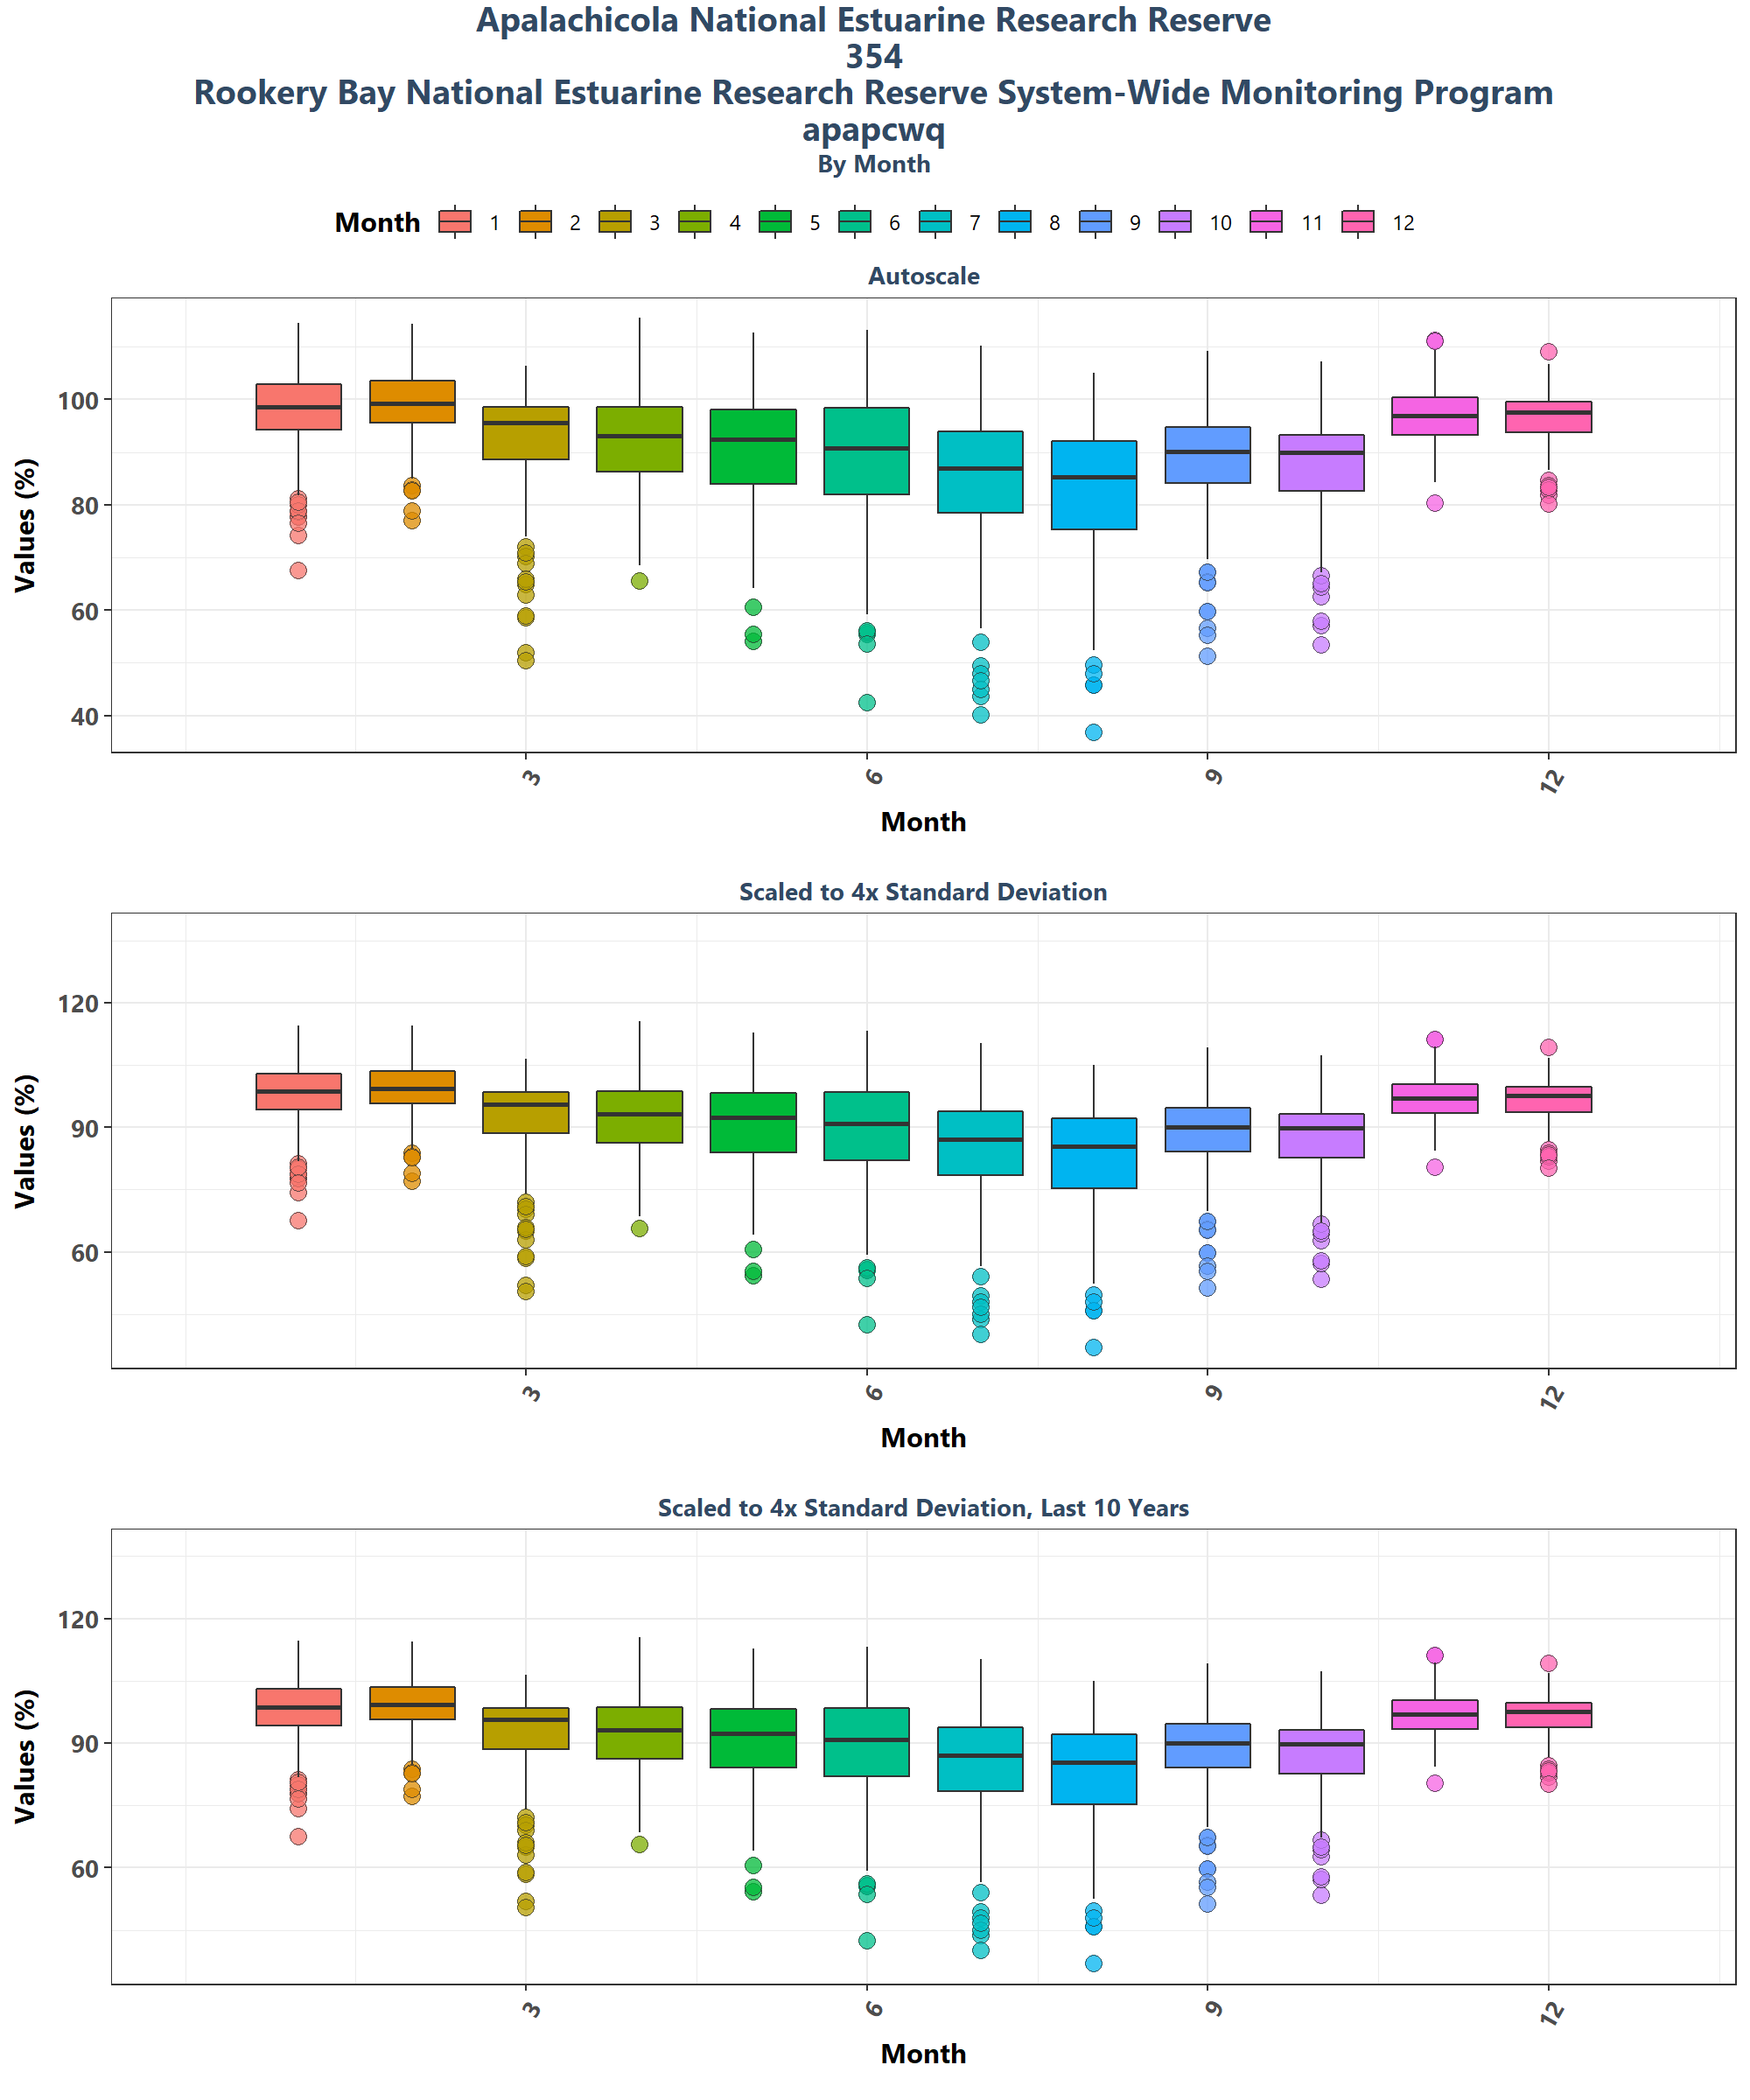 Apalachicola National Estuarine Research Reserve
354
Rookery Bay National Estuarine Research Reserve System-Wide Monitoring Program
apapcwq
By Month
Month 1 2 3 4 5 6 7 8 9 10 11 12
Autoscale
Values (%)
100
80
60
40
3 6 9 12
Month
Scaled to 4x Standard Deviation
Values (%)
120
90
60
3 6 9 12
Month
Scaled to 4x Standard Deviation, Last 10 Years
Values (%)
120
90
60
3 6 9 12
Month